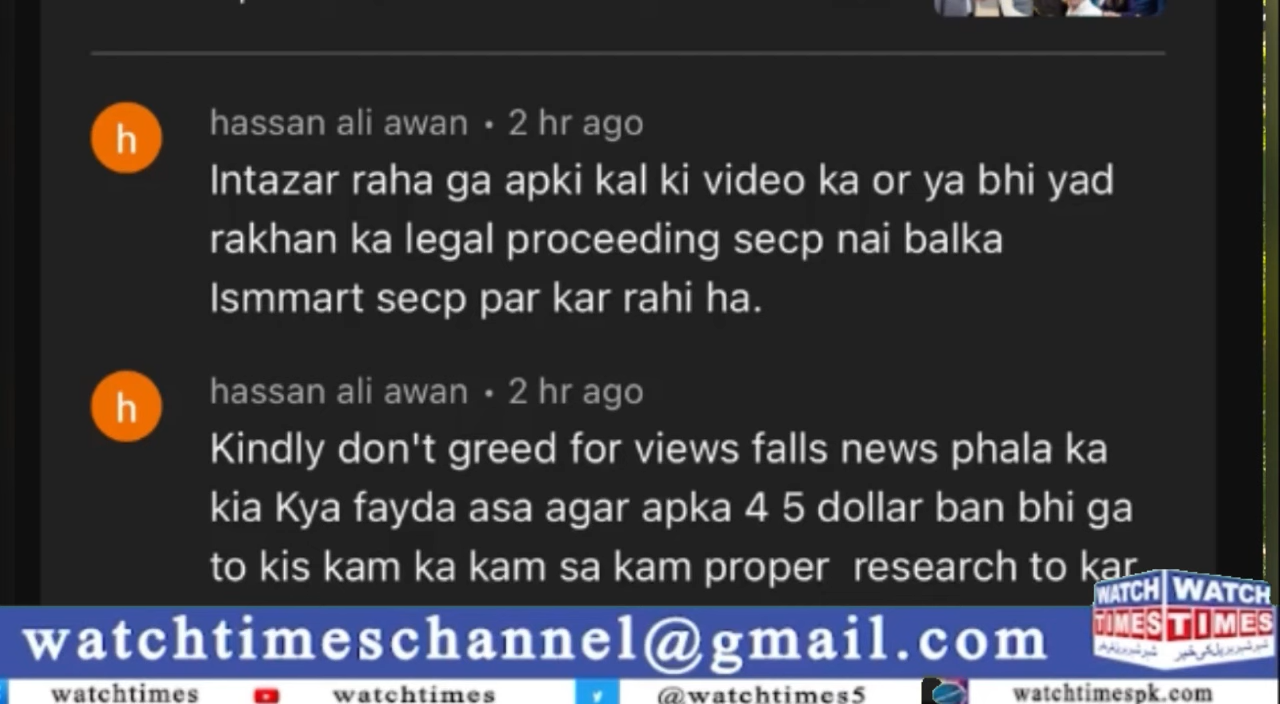 hassan ali awan • 2 hr ago
Intazar raha ga apki kal ki video ka or ya bhi yad
rakhan ka legal proceeding secp nai balka
Ismmart secp par kar rahi ha.
hassan ali awan • 2 hr ago
Kindly don't greed for views falls news phala ka
kia Kya fayda asa agar apka 4 5 dollar ban bhi ga
to kis kam ka kam sa kam proper research to kar
WATCH WATCH
TIMES TIMES
watchtimeschannel@gmail.com
watchtimes watchtimes @watchtimes5 watchtimespk.com